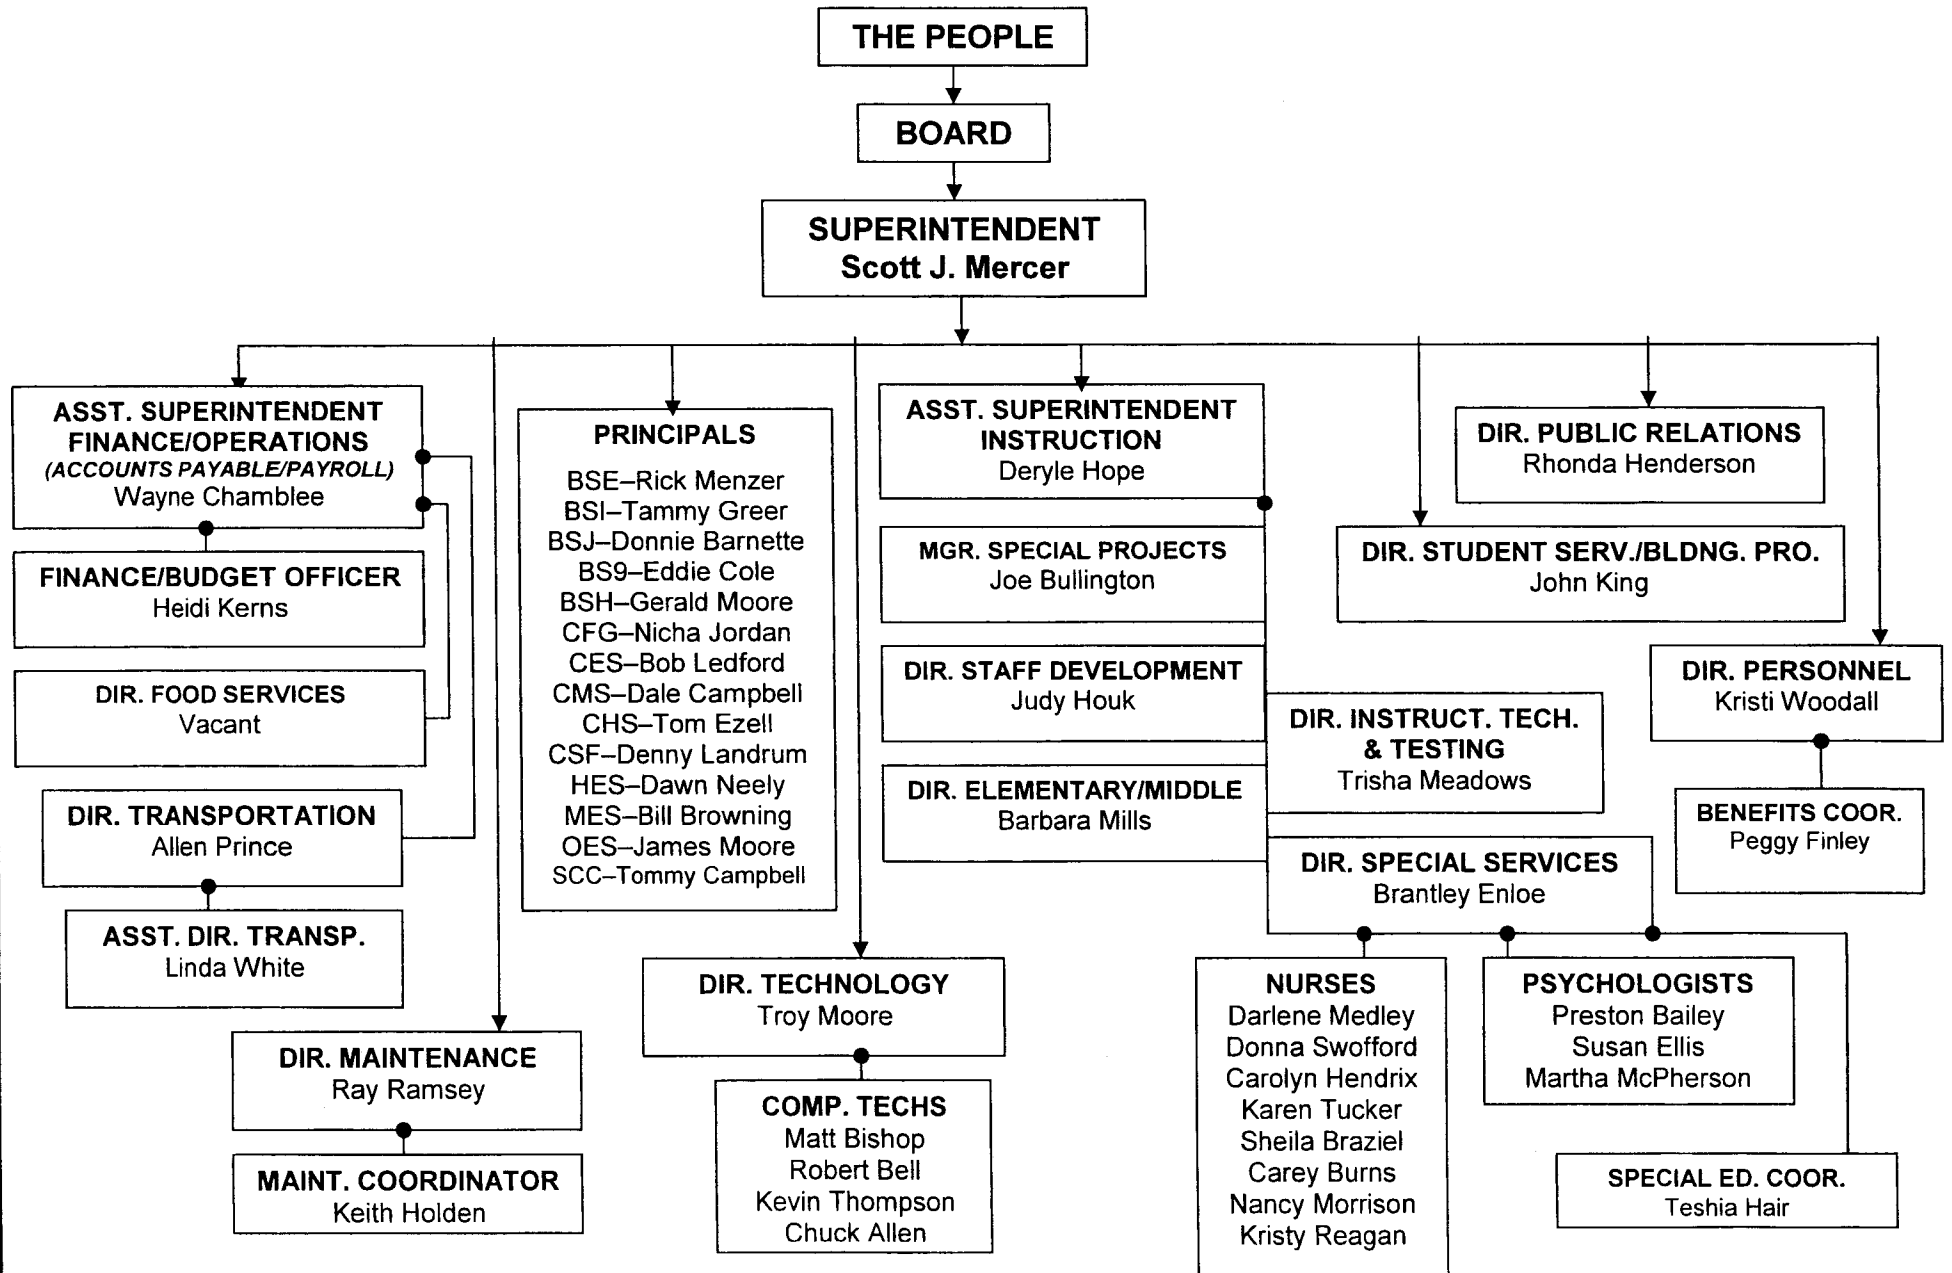 THE PEOPLE
BOARD
SUPERINTENDENT
Scott J. Mercer
ASST. SUPERINTENDENT
FINANCE/OPERATIONS
(ACCOUNTS PAYABLE/PAYROLL)
Wayne Chamblee
FINANCE/BUDGET OFFICER
Heidi Kerns
DIR. FOOD SERVICES
Vacant
DIR. TRANSPORTATION
Allen Prince
ASST. DIR. TRANSP.
Linda White
DIR. MAINTENANCE
Ray Ramsey
MAINT. COORDINATOR
Keith Holden
PRINCIPALS
BSE–Rick Menzer
BSI–Tammy Greer
BSJ–Donnie Barnette
BS9–Eddie Cole
BSH–Gerald Moore
CFG–Nicha Jordan
CES–Bob Ledford
CMS–Dale Campbell
CHS–Tom Ezell
CSF–Denny Landrum
HES–Dawn Neely
MES–Bill Browning
OES–James Moore
SCC–Tommy Campbell
DIR. TECHNOLOGY
Troy Moore
COMP. TECHS
Matt Bishop
Robert Bell
Kevin Thompson
Chuck Allen
ASST. SUPERINTENDENT
INSTRUCTION
Deryle Hope
MGR. SPECIAL PROJECTS
Joe Bullington
DIR. STAFF DEVELOPMENT
Judy Houk
DIR. ELEMENTARY/MIDDLE
Barbara Mills
DIR. INSTRUCT. TECH.
& TESTING
Trisha Meadows
DIR. SPECIAL SERVICES
Brantley Enloe
NURSES
Darlene Medley
Donna Swofford
Carolyn Hendrix
Karen Tucker
Sheila Braziel
Carey Burns
Nancy Morrison
Kristy Reagan
PSYCHOLOGISTS
Preston Bailey
Susan Ellis
Martha McPherson
SPECIAL ED. COOR.
Teshia Hair
DIR. PUBLIC RELATIONS
Rhonda Henderson
DIR. STUDENT SERV./BLDNG. PRO.
John King
DIR. PERSONNEL
Kristi Woodall
BENEFITS COOR.
Peggy Finley